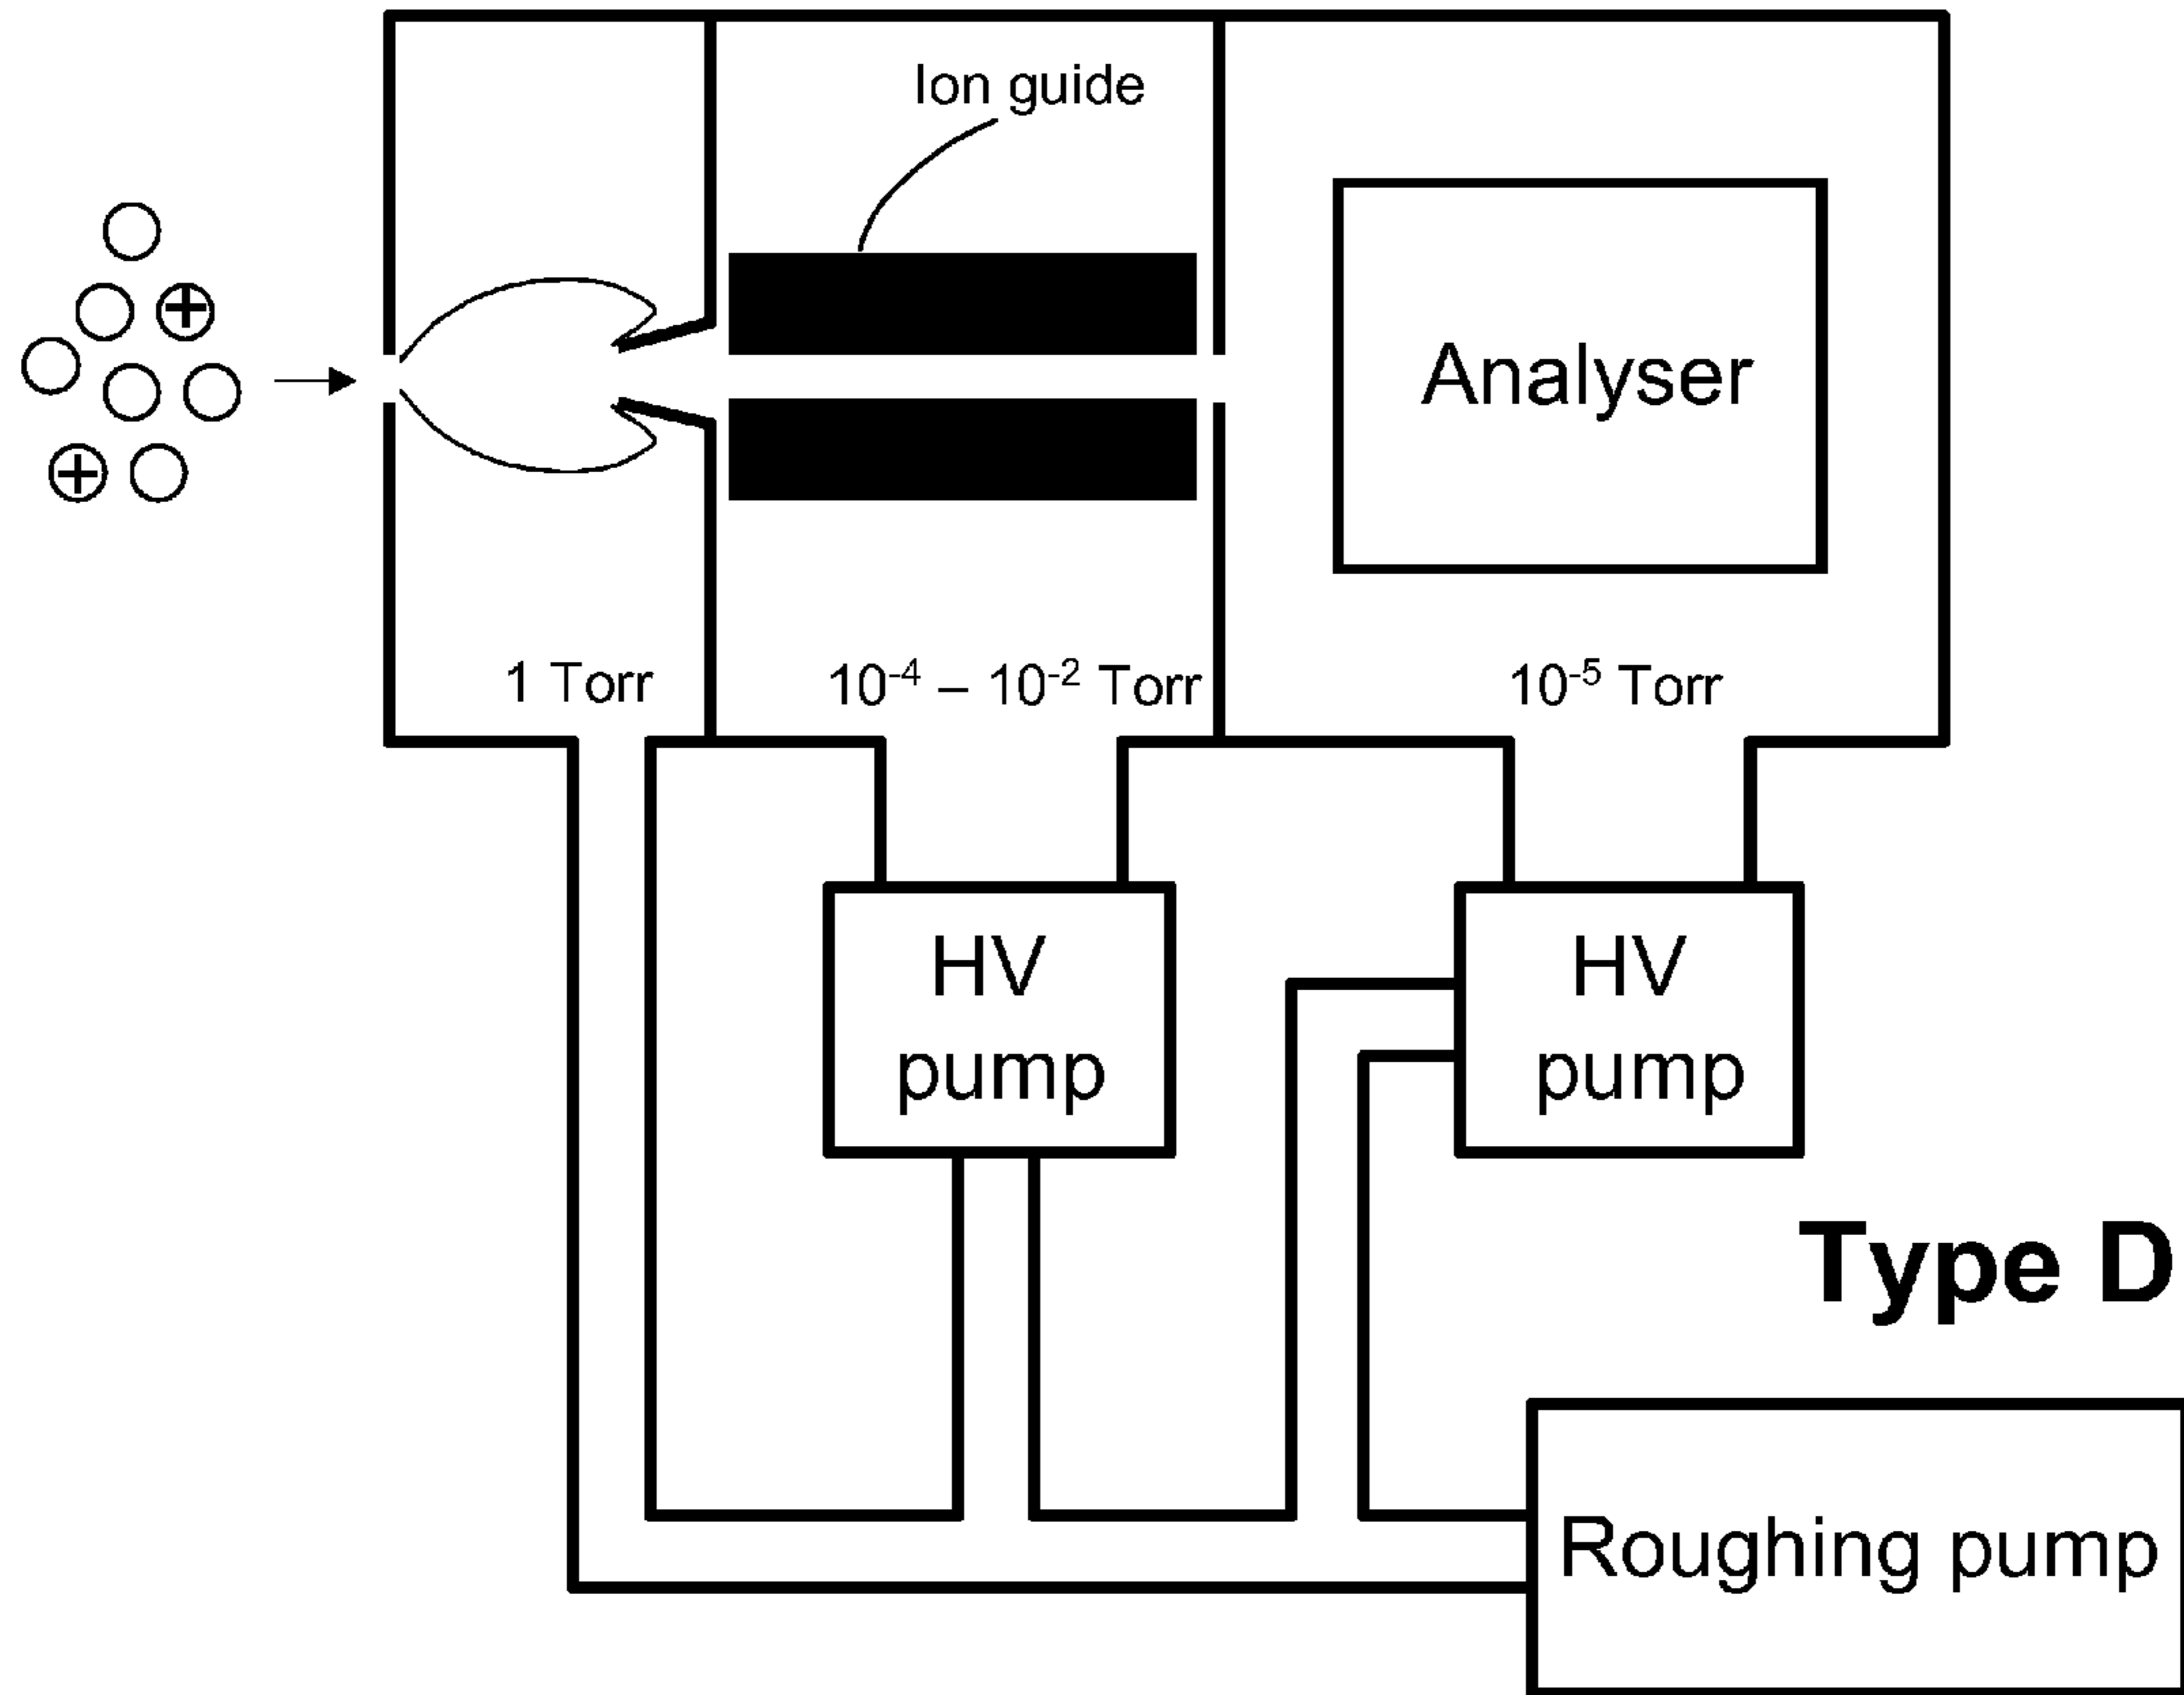 Ion guide
Analyser
1 Torr
10⁻⁴ – 10⁻² Torr
10⁻⁵ Torr
HV
pump
HV
pump
Type D
Roughing pump